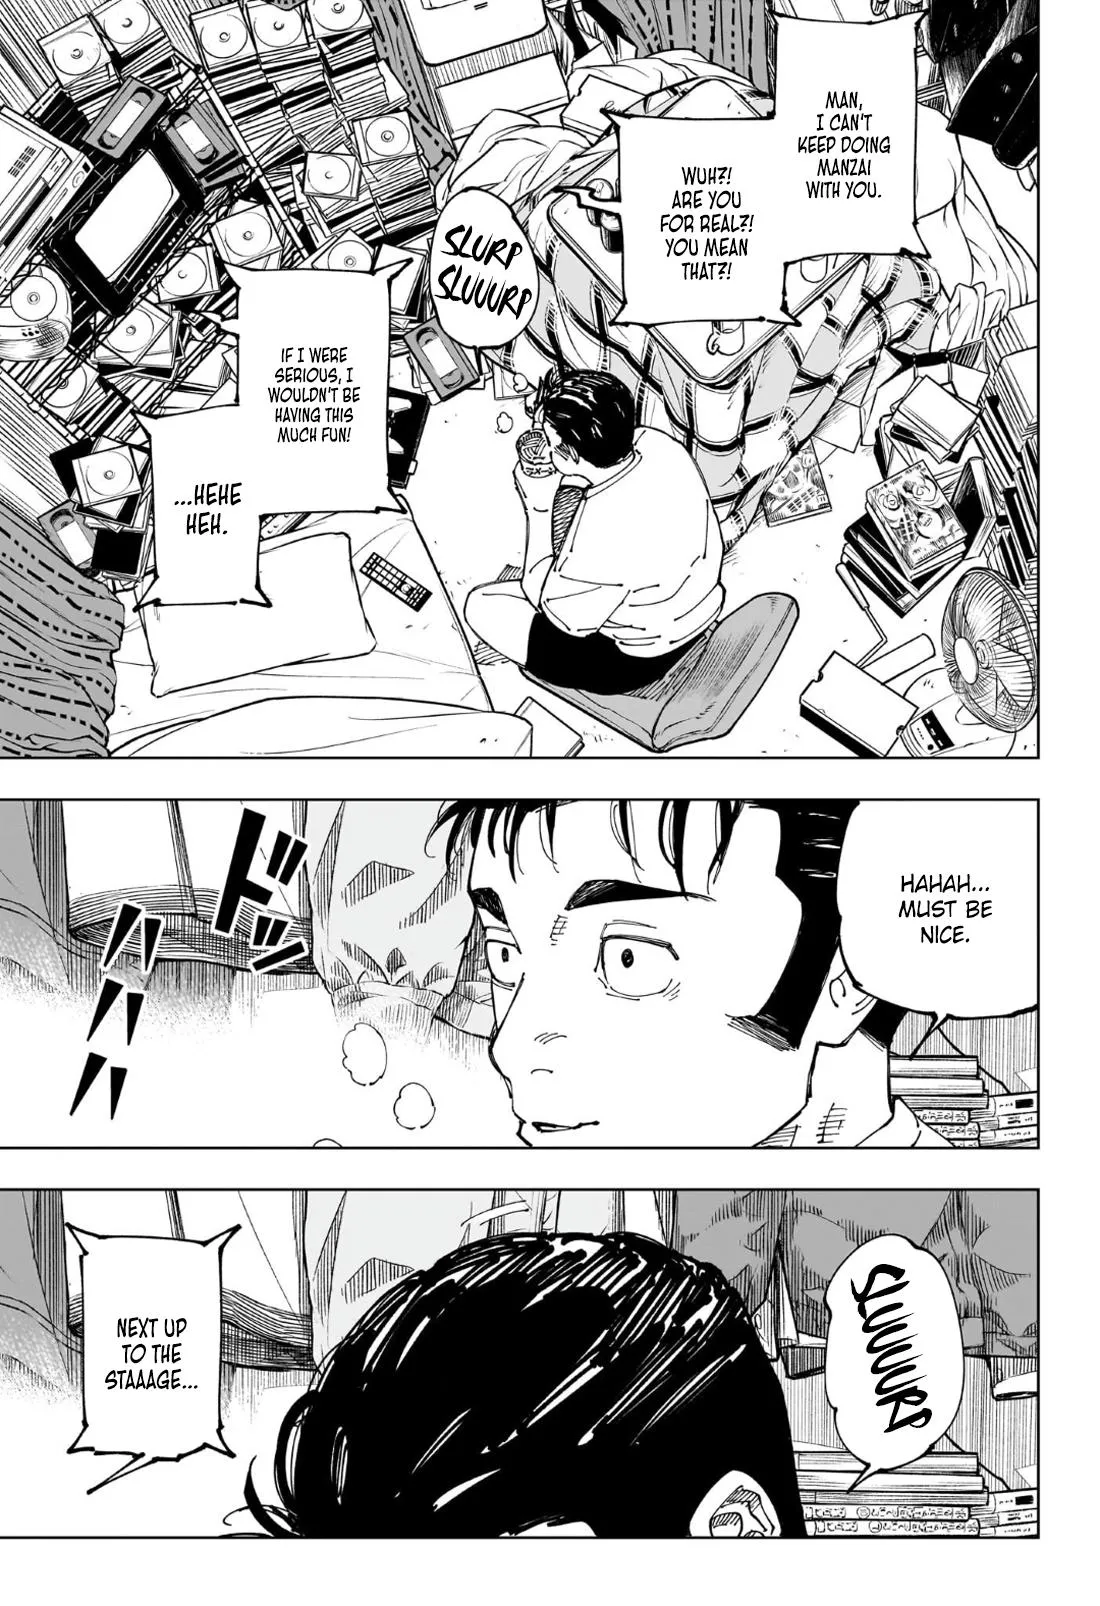 MAN,
I CAN'T
KEEP DOING
MANZAI
WITH YOU.
WUH?!
ARE YOU
FOR REAL?!
YOU MEAN
THAT?!
SLURP
SLUUURP
IF I WERE
SERIOUS, I
WOULDN'T BE
HAVING THIS
MUCH FUN!
...HEHE
HEH.
HAHAH...
MUST BE
NICE.
ドッ
ハハハ
SLUUUURP
NEXT UP
TO THE
STAAAGE...